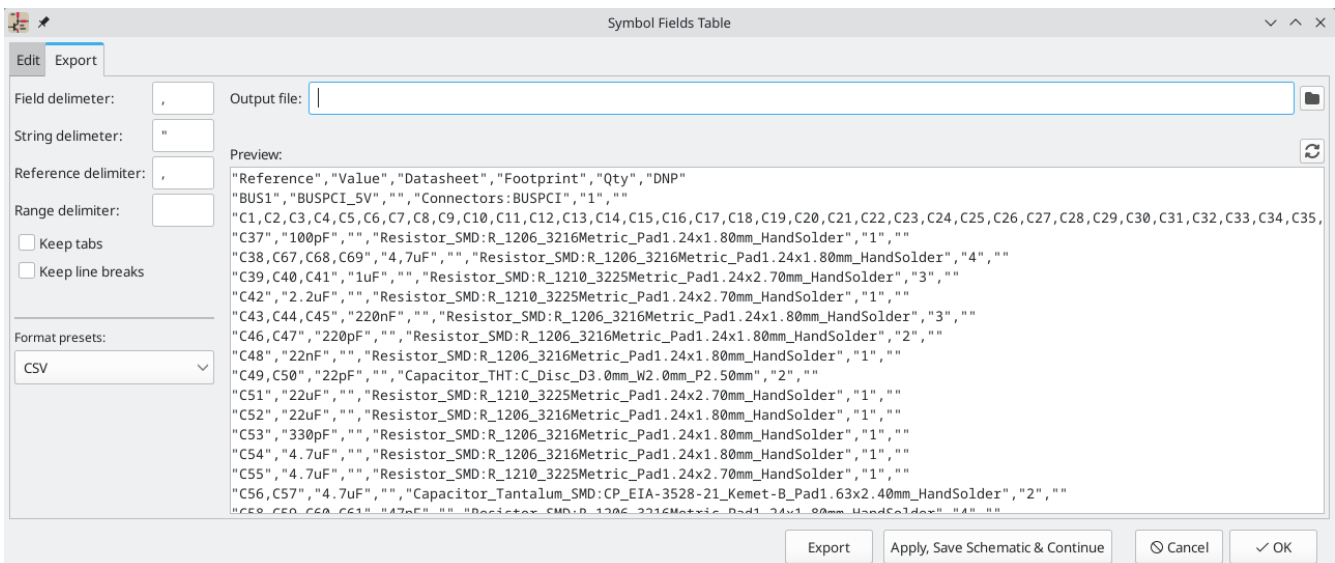 Symbol Fields Table
Edit Export
Field delimeter: , Output file:
String delimeter: "
Preview:
Reference delimiter: ,
Range delimiter:
Keep tabs
Keep line breaks
Format presets:
CSV
"Reference","Value","Datasheet","Footprint","Qty","DNP"
"BUS1","BUSPCI_5V","","Connectors:BUSPCI","1",""
"C1,C2,C3,C4,C5,C6,C7,C8,C9,C10,C11,C12,C13,C14,C15,C16,C17,C18,C19,C20,C21,C22,C23,C24,C25,C26,C27,C28,C29,C30,C31,C32,C33,C34,C35,
"C37","100pF","","Resistor_SMD:R_1206_3216Metric_Pad1.24x1.80mm_HandSolder","1",""
"C38,C67,C68,C69","4,7uF","","Resistor_SMD:R_1206_3216Metric_Pad1.24x1.80mm_HandSolder","4",""
"C39,C40,C41","1uF","","Resistor_SMD:R_1210_3225Metric_Pad1.24x2.70mm_HandSolder","3",""
"C42","2.2uF","","Resistor_SMD:R_1210_3225Metric_Pad1.24x2.70mm_HandSolder","1",""
"C43,C44,C45","220nF","","Resistor_SMD:R_1206_3216Metric_Pad1.24x1.80mm_HandSolder","3",""
"C46,C47","220pF","","Resistor_SMD:R_1206_3216Metric_Pad1.24x1.80mm_HandSolder","2",""
"C48","22nF","","Resistor_SMD:R_1206_3216Metric_Pad1.24x1.80mm_HandSolder","1",""
"C49,C50","22pF","","Capacitor_THT:C_Disc_D3.0mm_W2.0mm_P2.50mm","2",""
"C51","22uF","","Resistor_SMD:R_1210_3225Metric_Pad1.24x2.70mm_HandSolder","1",""
"C52","22uF","","Resistor_SMD:R_1206_3216Metric_Pad1.24x1.80mm_HandSolder","1",""
"C53","330pF","","Resistor_SMD:R_1206_3216Metric_Pad1.24x1.80mm_HandSolder","1",""
"C54","4.7uF","","Resistor_SMD:R_1206_3216Metric_Pad1.24x1.80mm_HandSolder","1",""
"C55","4.7uF","","Resistor_SMD:R_1210_3225Metric_Pad1.24x2.70mm_HandSolder","1",""
"C56,C57","4.7uF","","Capacitor_Tantalum_SMD:CP_EIA-3528-21_Kemet-B_Pad1.63x2.40mm_HandSolder","2",""
"C58,C59,C60,C61","47nF","","Resistor_SMD:R_1206_3216Metric_Pad1.24x1.80mm_HandSolder","4",""
Export Apply, Save Schematic & Continue Cancel OK